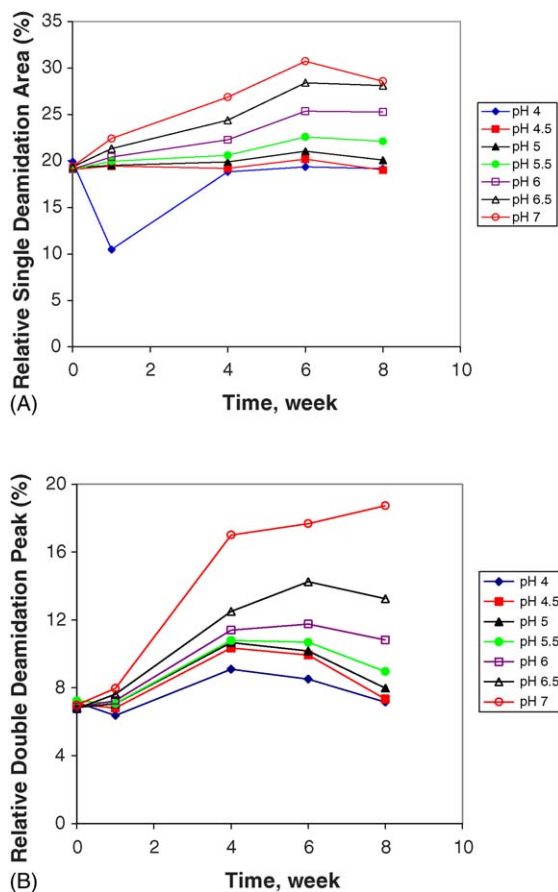 Relative Single Deamidation Area (%)
35
30
25
20
15
10
5
0
0 2 4 6 8 10
Time, week
(A)
pH 4
pH 4.5
pH 5
pH 5.5
pH 6
pH 6.5
pH 7
Relative Double Deamidation Peak (%)
20
16
12
8
4
0
0 2 4 6 8 10
Time, week
(B)
pH 4
pH 4.5
pH 5
pH 5.5
pH 6
pH 6.5
pH 7